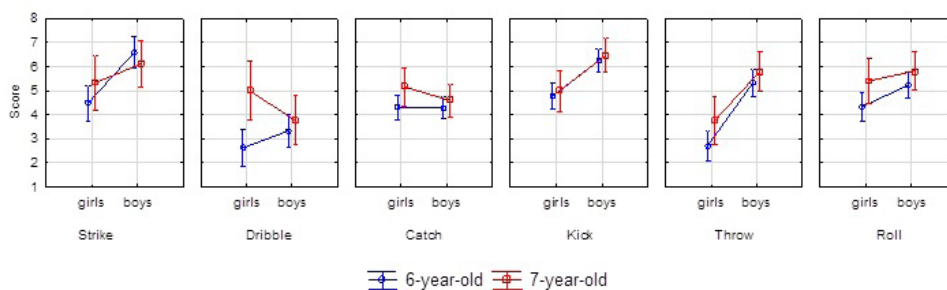 8
7
6
5
4
3
2
1
Score
girls boys girls boys girls boys girls boys girls boys girls boys
Strike Dribble Catch Kick Throw Roll
6-year-old 7-year-old